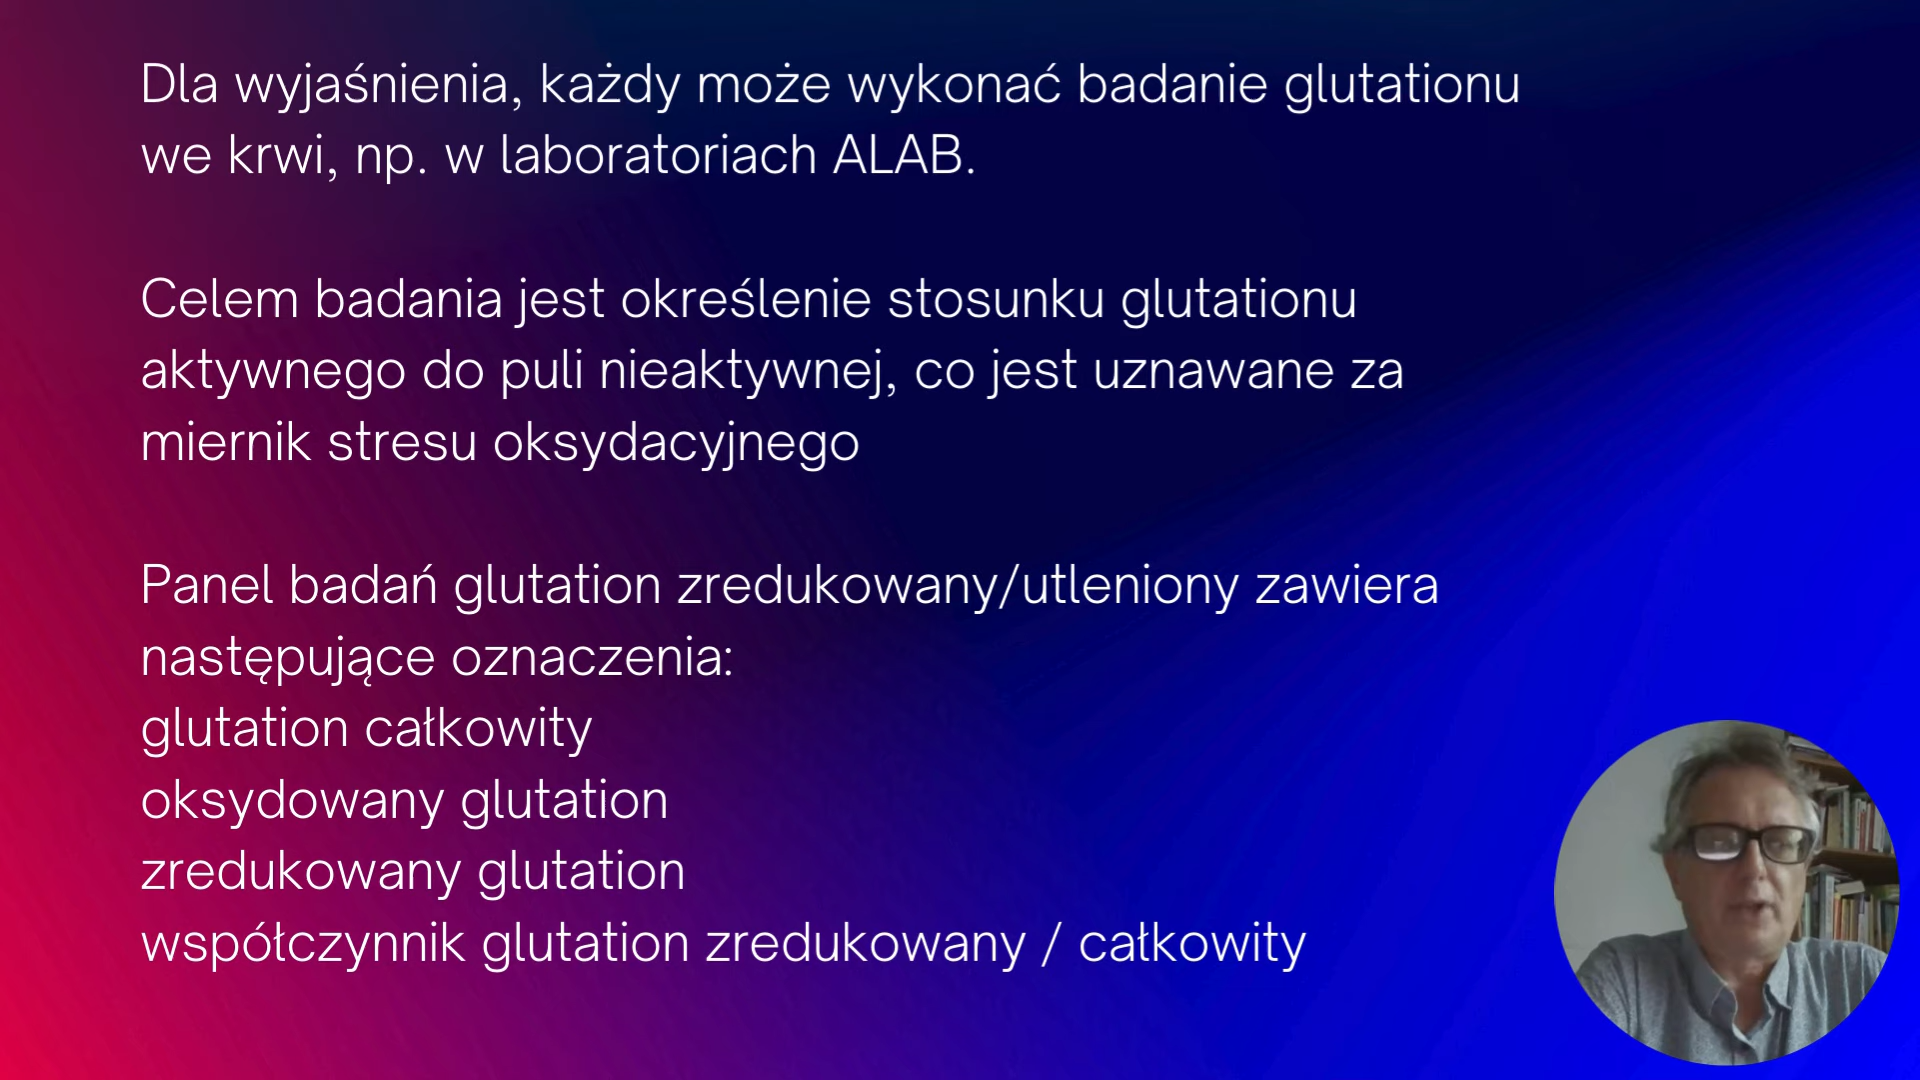 Dla wyjaśnienia, każdy może wykonać badanie glutationu
we krwi, np. w laboratoriach ALAB.
Celem badania jest określenie stosunku glutationu
aktywnego do puli nieaktywnej, co jest uznawane za
miernik stresu oksydacyjnego
Panel badań glutation zredukowany/utleniony zawiera
następujące oznaczenia:
glutation całkowity
oksydowany glutation
zredukowany glutation
współczynnik glutation zredukowany / całkowity